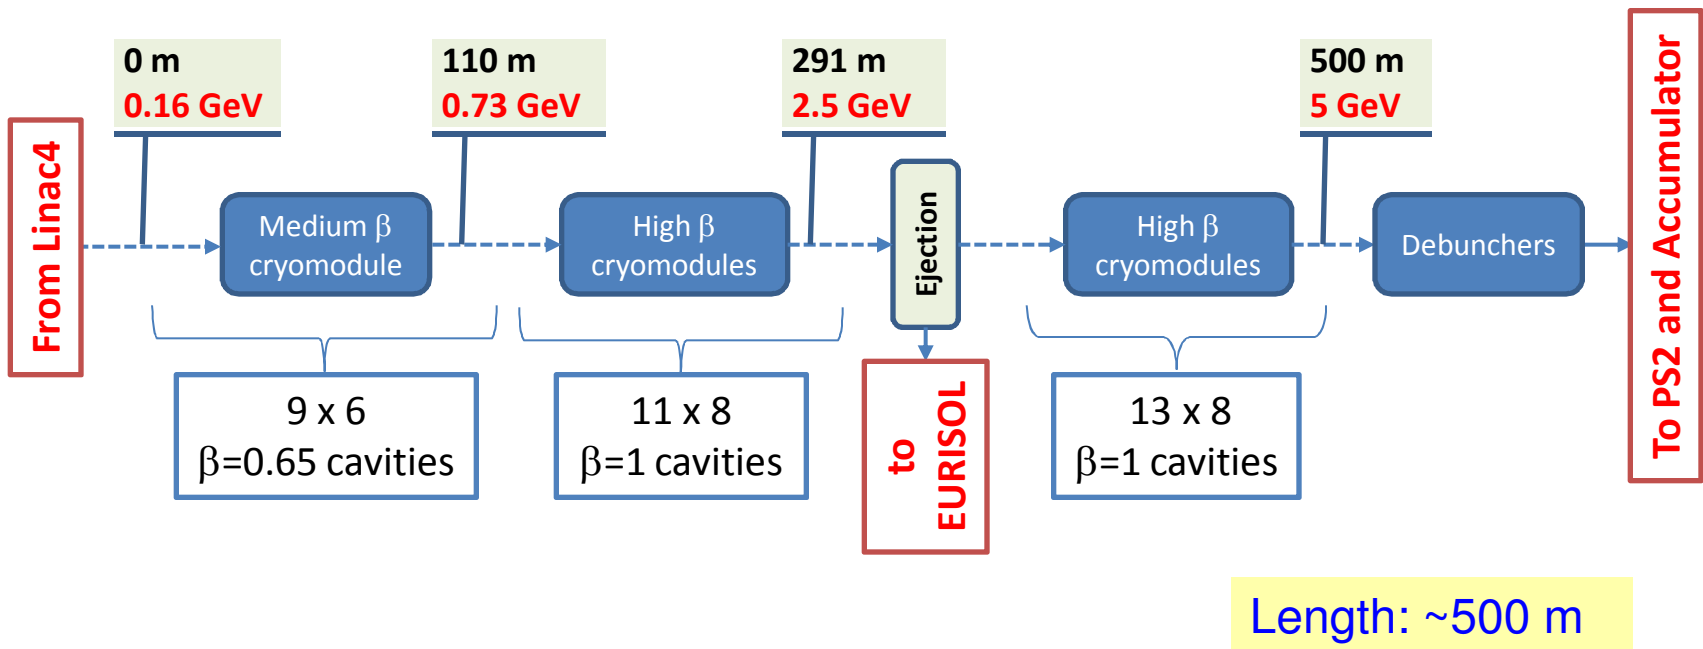 From Linac4
0 m
0.16 GeV
110 m
0.73 GeV
291 m
2.5 GeV
500 m
5 GeV
Medium β
cryomodule
High β
cryomodules
Ejection
High β
cryomodules
Debunchers
To PS2 and Accumulator
9 x 6
β=0.65 cavities
11 x 8
β=1 cavities
to
EURISOL
13 x 8
β=1 cavities
Length: ~500 m